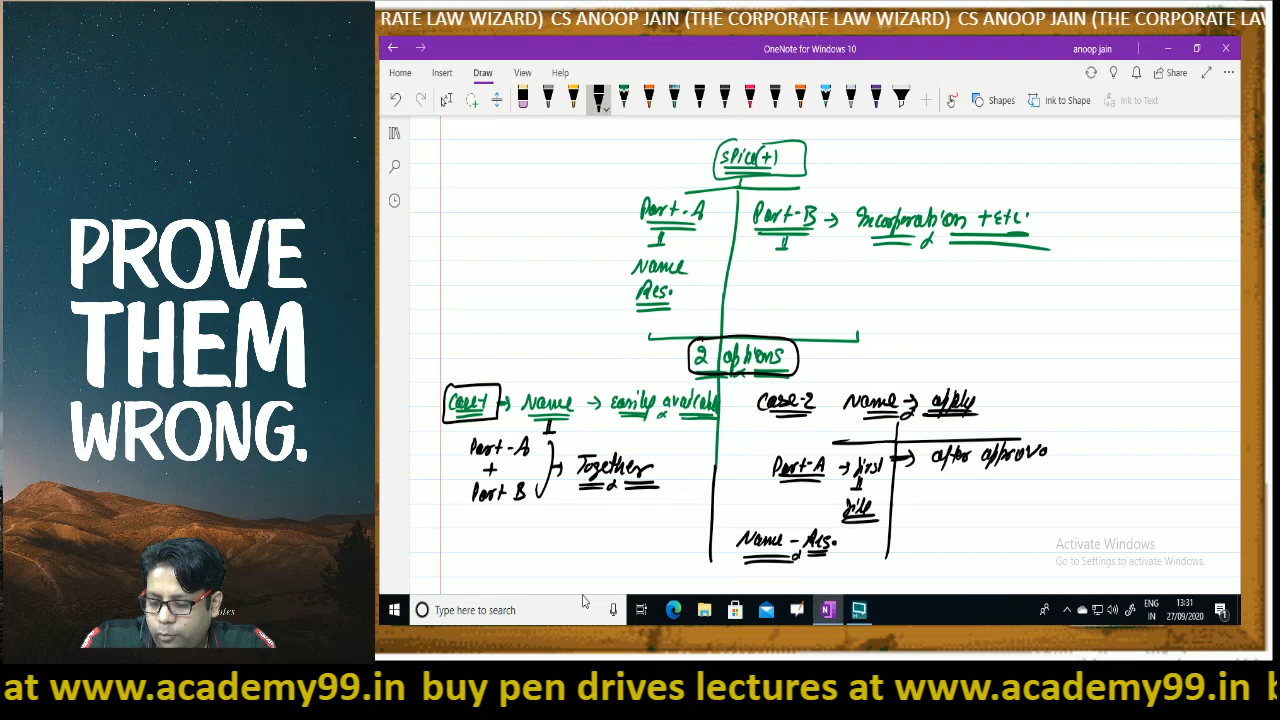 RATE LAW WIZARD) CS ANOOP JAIN (THE CORPORATE LAW WIZARD) CS ANOOP JAIN (THE CORPORATE LAW
OneNote for Windows 10
anoop jain
Home Insert Draw View Help
Share
Shapes Ink to Shape Ink to Text
SPice(+)
Part-A
Part-B → Incorporation + Etc.
Name
Res.
2 options
Case-1 → Name → easily available
Case-2 Name → apply
Part-A
+
Part B
Together
Part-A → first → after approva
file
Name - Res.
PROVE
THEM
WRONG.
Activate Windows
Go to Settings to activate Windows.
Type here to search
ENG
IN
13:31
27/09/2020
at www.academy99.in buy pen drives lectures at www.academy99.in b